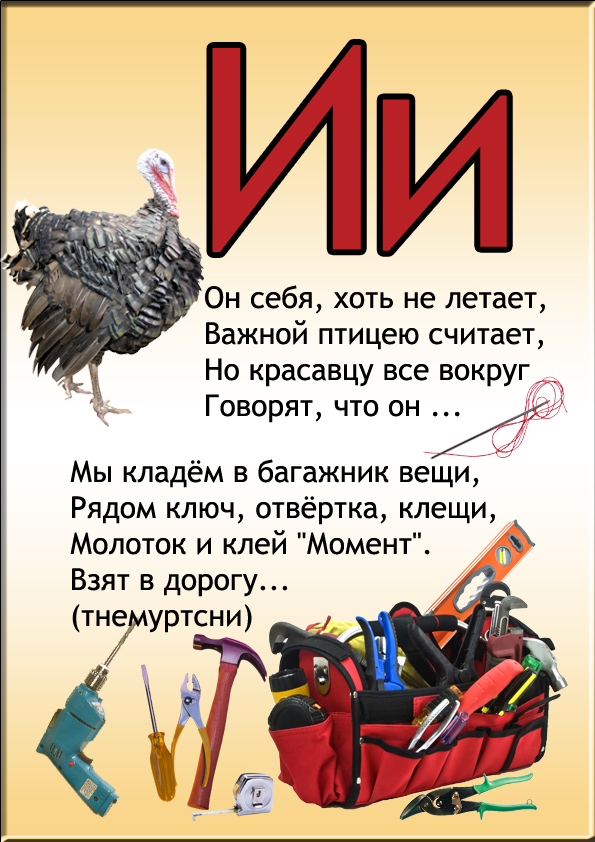 Ии
Он себя, хоть не летает,
Важной птицею считает,
Но красавцу все вокруг
Говорят, что он ...
Мы кладём в багажник вещи,
Рядом ключ, отвёртка, клещи,
Молоток и клей "Момент".
Взят в дорогу...
(тнемуртсни)